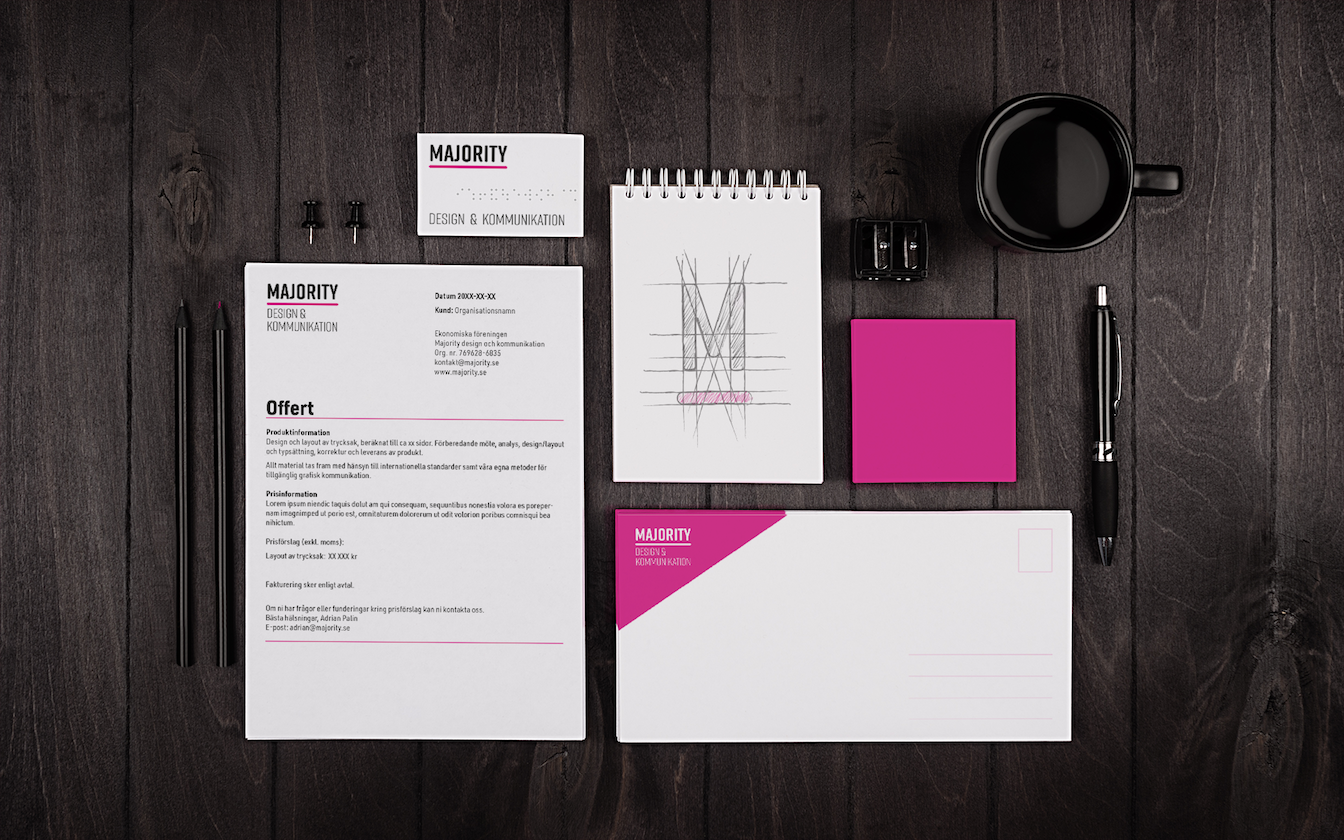 MAJORITY
DESIGN & KOMMUNIKATION
MAJORITY
DESIGN &
KOMMUNIKATION
Datum 20XX-XX-XX
Kund: Organisationsnamn
Ekonomiska föreningen
Majority design och kommunikation
Org. nr. 769628-6835
kontakt@majority.se
www.majority.se
Offert
Produktinformation
Design och layout av trycksak, beräknat till ca xx sidor. Förberedande möte, analys, design/layout
och typsättning, korrektur och leverans av produkt.
Allt material tas fram med hänsyn till internationella standarder samt våra egna metoder för
tillgänglig grafisk kommunikation.
Prisinformation
Lorem ipsum niendic taquis dolut am qui consequam, sequuntibus nonestia volora es poreper-
nam imagnimped ut perio est, omnitaturem dolorerum ut odit volorion poribus comnisqui bea
nihictum.
Prisförslag (exkl. moms):
Layout av trycksak: XX XXX kr
Fakturering sker enligt avtal.
Om ni har frågor eller funderingar kring prisförslag kan ni kontakta oss.
Bästa hälsningar, Adrian Palin
E-post: adrian@majority.se
M
MAJORITY
DESIGN &
KOMMUNIKATION